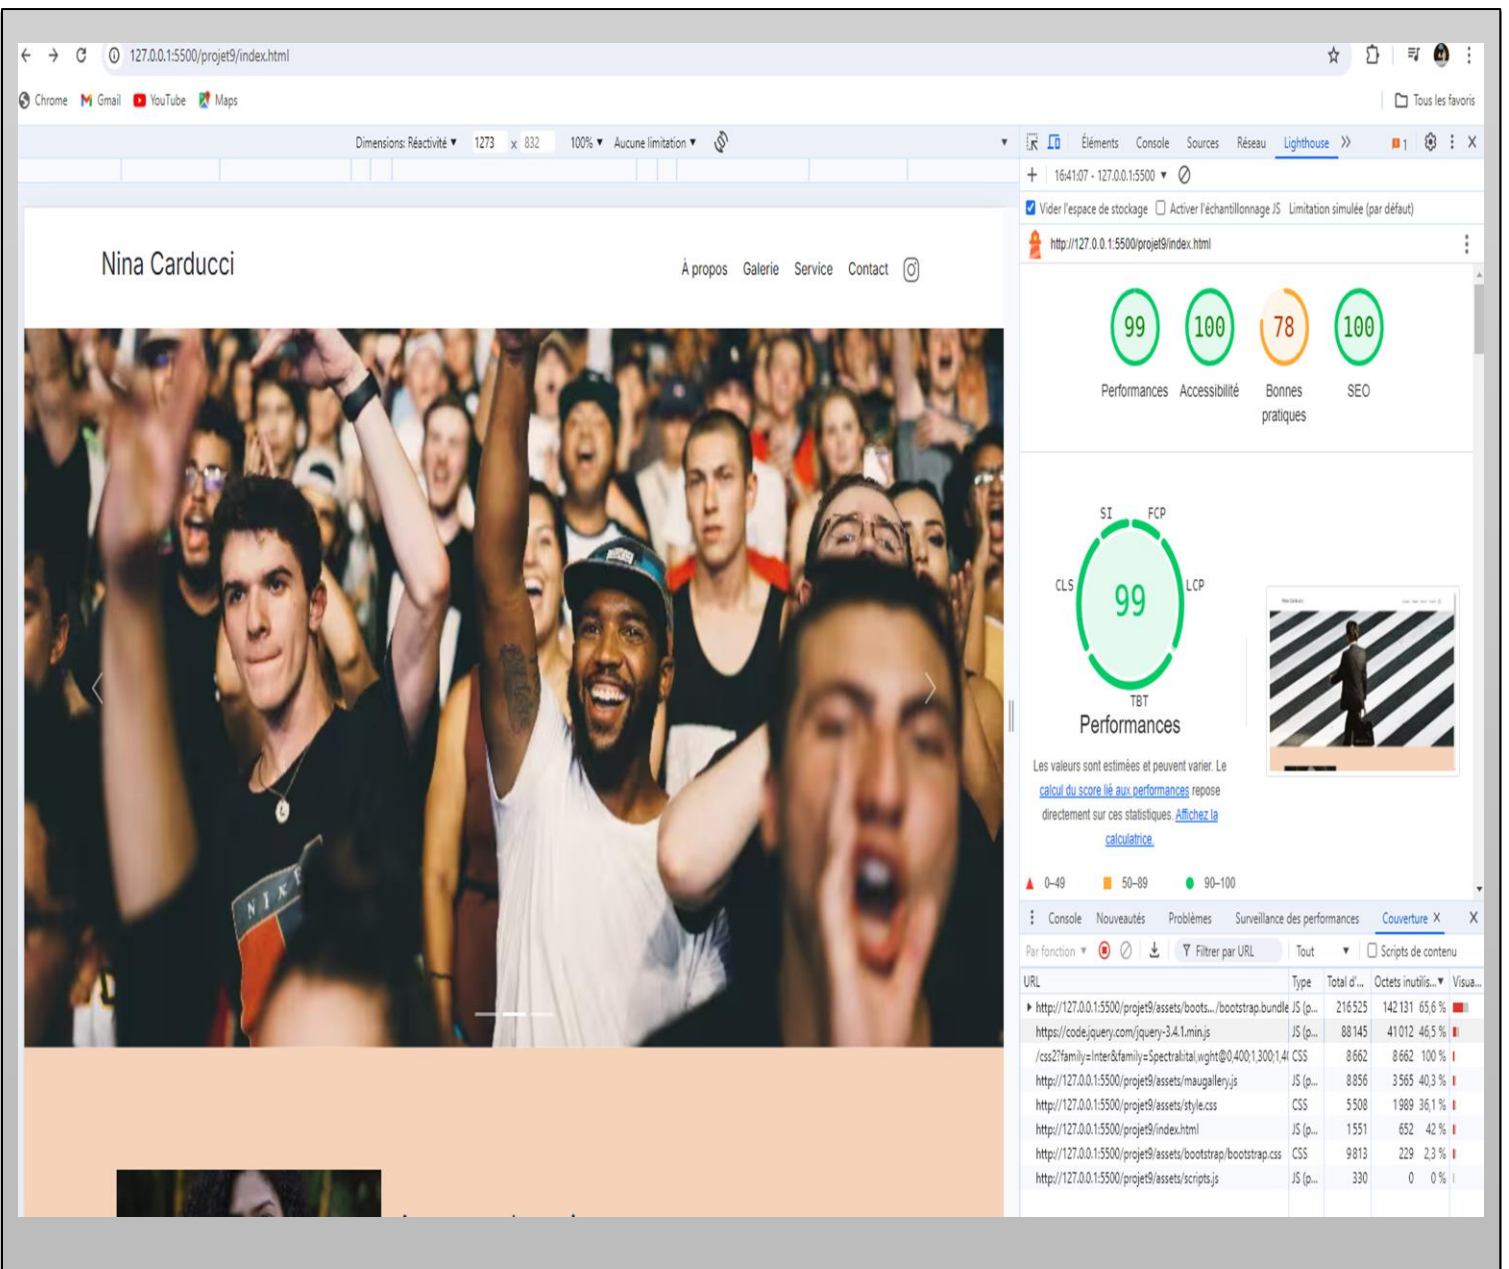 127.0.0.1:5500/projet9/index.html
Chrome Gmail YouTube Maps Tous les favoris
Dimensions: Réactivité ▼ 1273 x 832 100% ▼ Aucune limitation ▼
Éléments Console Sources Réseau Lighthouse 1
16:41:07 - 127.0.0.1:5500 ▼
Vider l'espace de stockage Activer l'échantillonnage JS Limitation simulée (par défaut)
http://127.0.0.1:5500/projet9/index.html
Nina Carducci
À propos Galerie Service Contact
99 100 78 100
Performances Accessibilité Bonnes pratiques SEO
SI FCP
CLS LCP
99
TBT
Performances
Les valeurs sont estimées et peuvent varier. Le
calcul du score lié aux performances repose
directement sur ces statistiques. Affichez la
calculatrice.
0–49 50–89 90–100
NIKE
Console Nouveautés Problèmes Surveillance des performances Couverture X
Par fonction ▼ Filtrer par URL Tout ▼ Scripts de contenu
URL Type Total d'... Octets inutilis...▼ Visua...
http://127.0.0.1:5500/projet9/assets/boots.../bootstrap.bundle JS (p... 216 525 142 131 65,6 %
https://code.jquery.com/jquery-3.4.1.min.js JS (p... 88 145 41 012 46,5 %
/css2?family=Inter&family=Spectral:ital,wght@0,400;1,300;1,40 CSS 8 662 8 662 100 %
http://127.0.0.1:5500/projet9/assets/maugallery.js JS (p... 8 856 3 565 40,3 %
http://127.0.0.1:5500/projet9/assets/style.css CSS 5 508 1 989 36,1 %
http://127.0.0.1:5500/projet9/index.html JS (p... 1 551 652 42 %
http://127.0.0.1:5500/projet9/assets/bootstrap/bootstrap.css CSS 9 813 229 2,3 %
http://127.0.0.1:5500/projet9/assets/scripts.js JS (p... 330 0 0 %